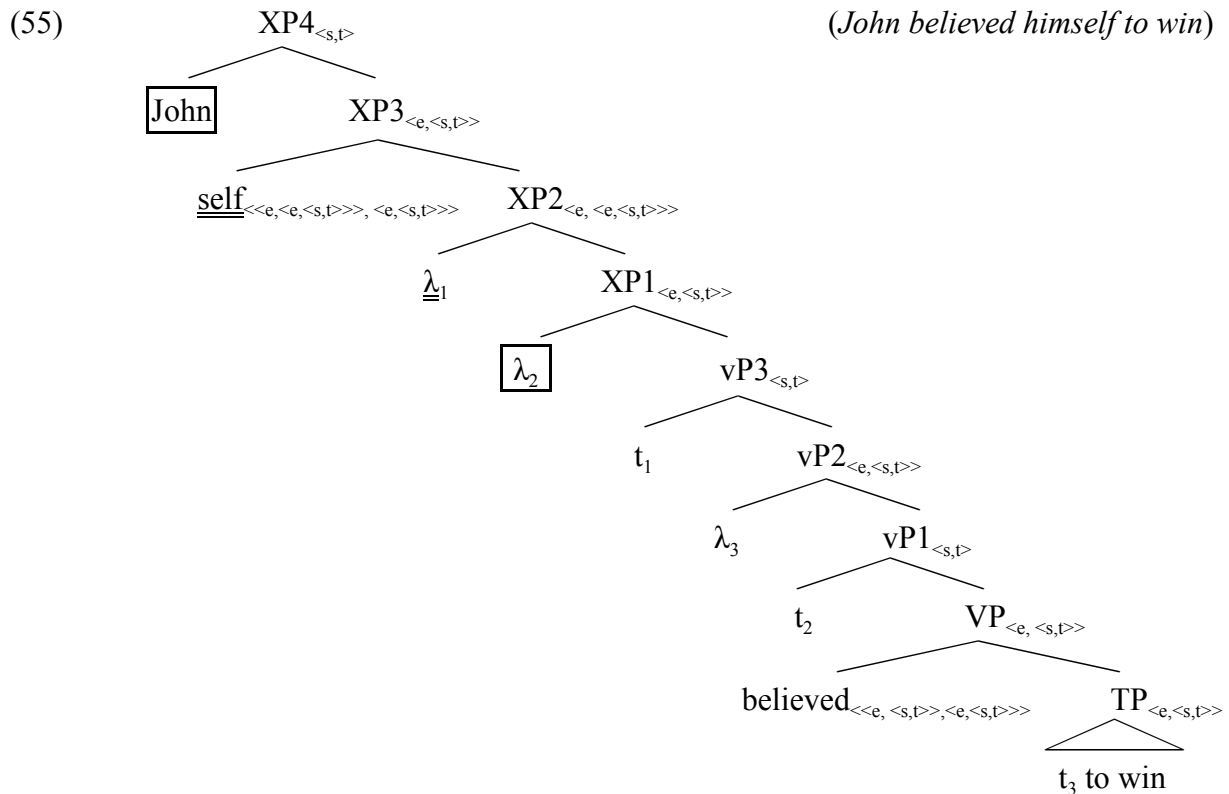 (55) XP4<s,t> (John believed himself to win)
John XP3<e,<s,t>>
self<<e,<e,<s,t>>>, <e,<s,t>>> XP2<e, <e,<s,t>>>
λ1 XP1<e,<s,t>>
λ2 vP3<s,t>
t1 vP2<e,<s,t>>
λ3 vP1<s,t>
t2 VP<e, <s,t>>
believed<<e, <s,t>>,<e,<s,t>>> TP<e,<s,t>>
t3 to win